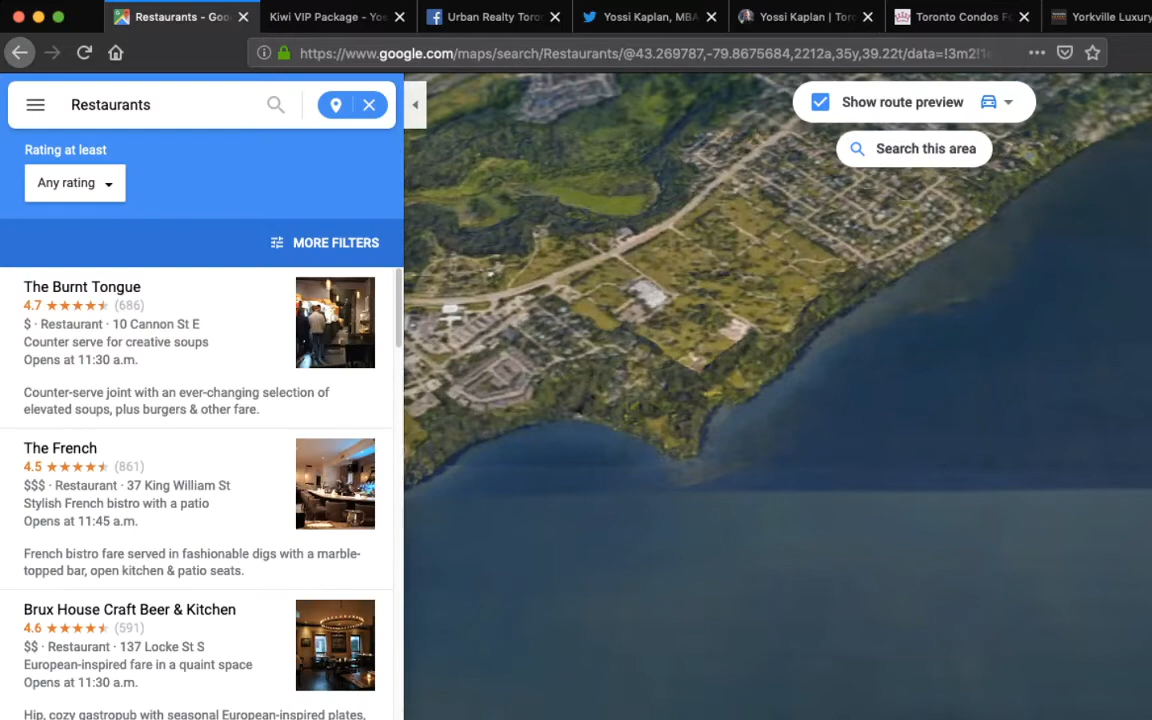 Restaurants - Goo
Kiwi VIP Package - Yos
Urban Realty Toron
Yossi Kaplan, MBA
Yossi Kaplan | Toro
Toronto Condos Fo
Yorkville Luxury
https://www.google.com/maps/search/Restaurants/@43.269787,-79.8675684,2212a,35y,39.22t/data=!3m2!1e
Restaurants
Show route preview
Search this area
Rating at least
Any rating
MORE FILTERS
The Burnt Tongue
4.7 (686)
$ · Restaurant · 10 Cannon St E
Counter serve for creative soups
Opens at 11:30 a.m.
Counter-serve joint with an ever-changing selection of
elevated soups, plus burgers & other fare.
The French
4.5 (861)
$$$ · Restaurant · 37 King William St
Stylish French bistro with a patio
Opens at 11:45 a.m.
French bistro fare served in fashionable digs with a marble-
topped bar, open kitchen & patio seats.
Brux House Craft Beer & Kitchen
4.6 (591)
$$ · Restaurant · 137 Locke St S
European-inspired fare in a quaint space
Opens at 11:30 a.m.
Hip, cozy gastropub with seasonal European-inspired plates,